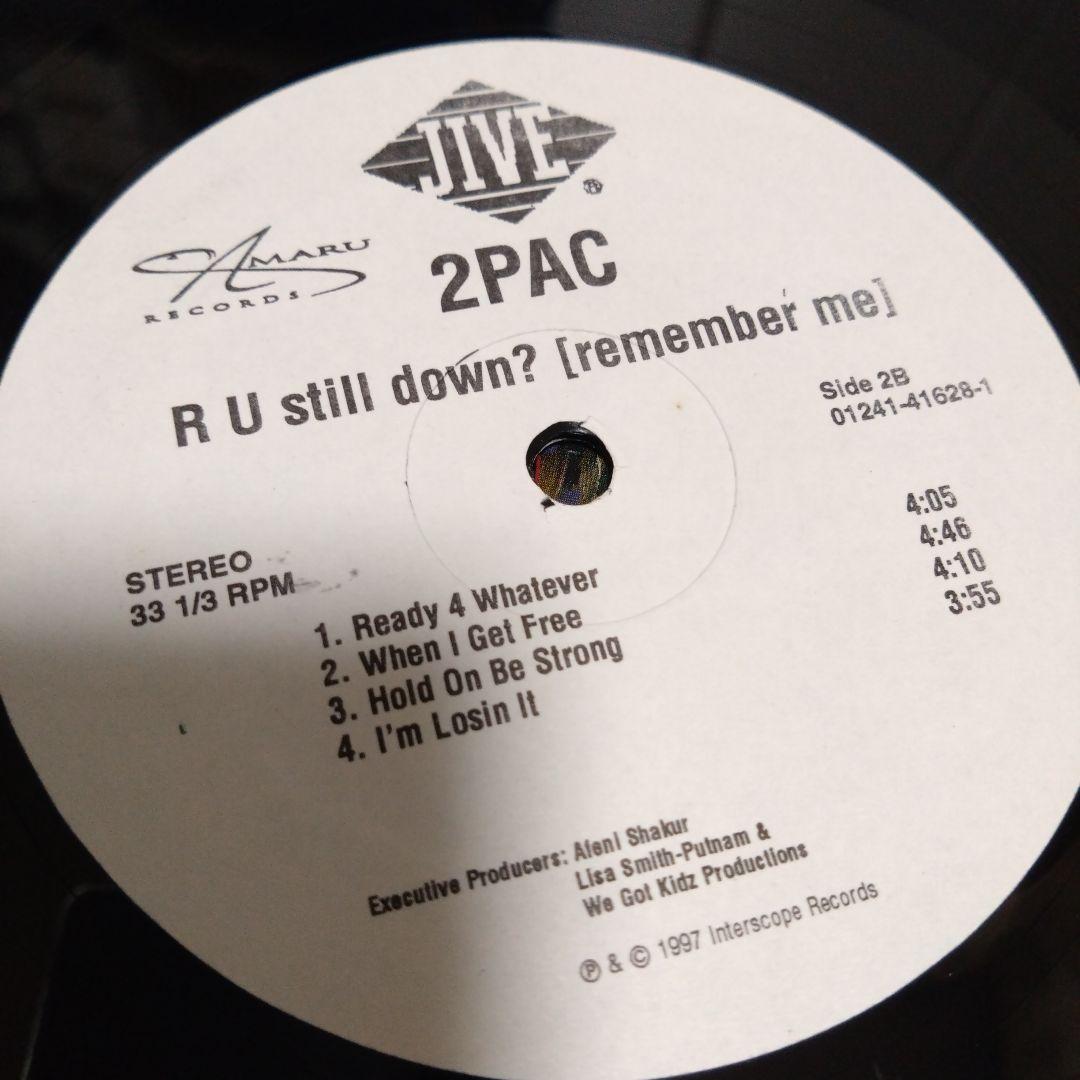 JIVE
®
AMARU
RECORDS
2PAC
R U still down? [remember me]
Side 2B
01241-41628-1
STEREO
33 1/3 RPM
1. Ready 4 Whatever 4:05
2. When I Get Free 4:46
3. Hold On Be Strong 4:10
4. I'm Losin It 3:55
Executive Producers: Afeni Shakur
Lisa Smith-Putnam &
We Got Kidz Productions
℗ & © 1997 Interscope Records